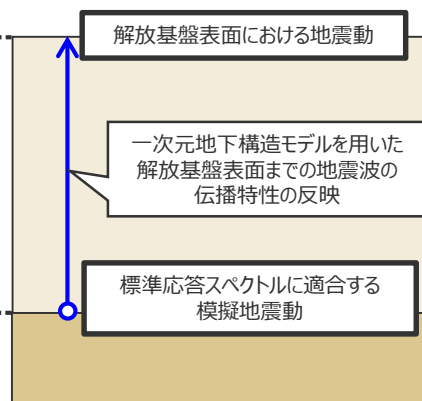 解放基盤表面における地震動
一次元地下構造モデルを用いた
解放基盤表面までの地震波の
伝播特性の反映
標準応答スペクトルに適合する
模擬地震動